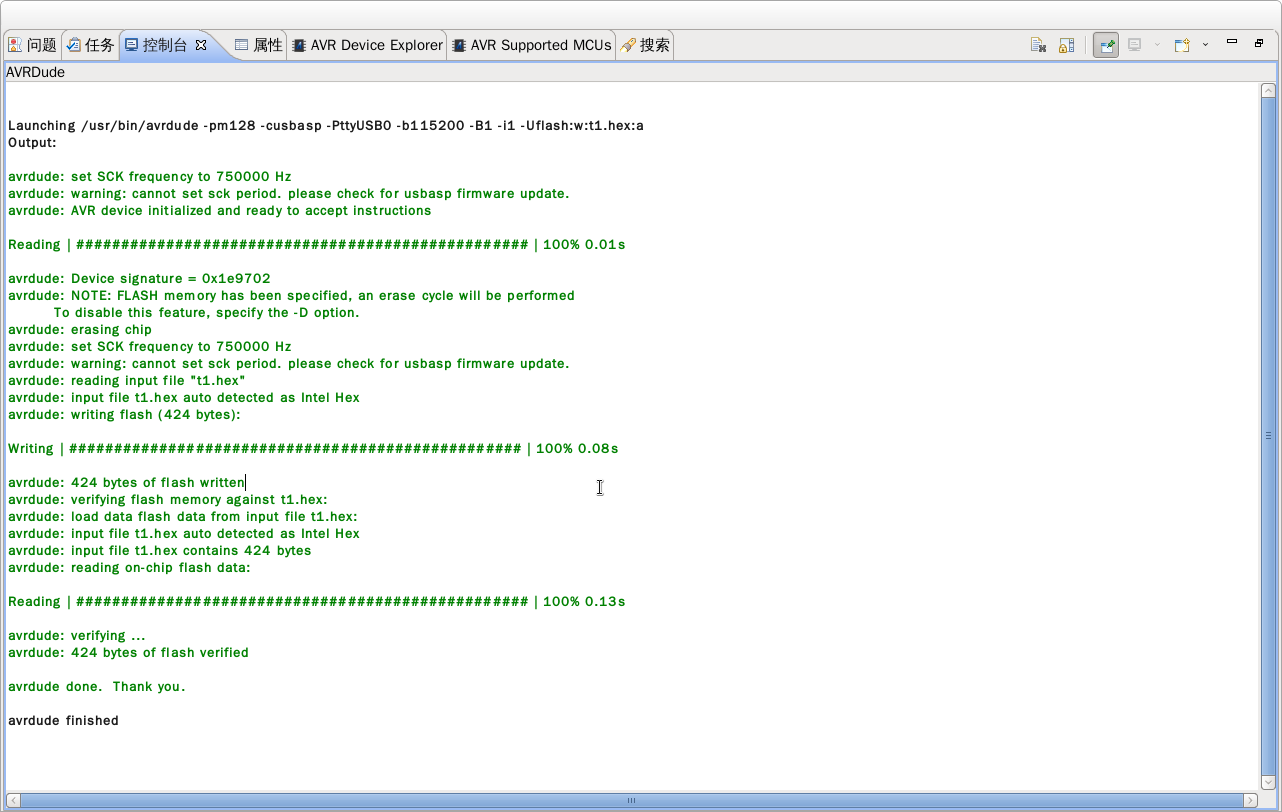 问题 任务 控制台 属性 AVR Device Explorer AVR Supported MCUs 搜索
AVRDude
Launching /usr/bin/avrdude -pm128 -cusbasp -PttyUSB0 -b115200 -B1 -i1 -Uflash:w:t1.hex:a
Output:
avrdude: set SCK frequency to 750000 Hz
avrdude: warning: cannot set sck period. please check for usbasp firmware update.
avrdude: AVR device initialized and ready to accept instructions
Reading | ################################################## | 100% 0.01s
avrdude: Device signature = 0x1e9702
avrdude: NOTE: FLASH memory has been specified, an erase cycle will be performed
To disable this feature, specify the -D option.
avrdude: erasing chip
avrdude: set SCK frequency to 750000 Hz
avrdude: warning: cannot set sck period. please check for usbasp firmware update.
avrdude: reading input file "t1.hex"
avrdude: input file t1.hex auto detected as Intel Hex
avrdude: writing flash (424 bytes):
Writing | ################################################## | 100% 0.08s
avrdude: 424 bytes of flash written
avrdude: verifying flash memory against t1.hex:
avrdude: load data flash data from input file t1.hex:
avrdude: input file t1.hex auto detected as Intel Hex
avrdude: input file t1.hex contains 424 bytes
avrdude: reading on-chip flash data:
Reading | ################################################## | 100% 0.13s
avrdude: verifying ...
avrdude: 424 bytes of flash verified
avrdude done.  Thank you.
avrdude finished